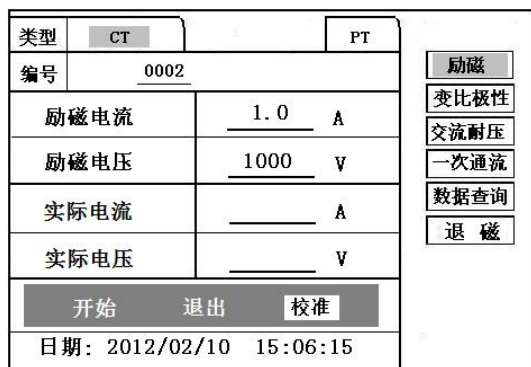 类型 CT PT
编号 0002
励磁电流 1.0 A
励磁电压 1000 V
实际电流 A
实际电压 V
开始 退出 校准
日期: 2012/02/10 15:06:15
励磁
变比极性
交流耐压
一次通流
数据查询
退 磁